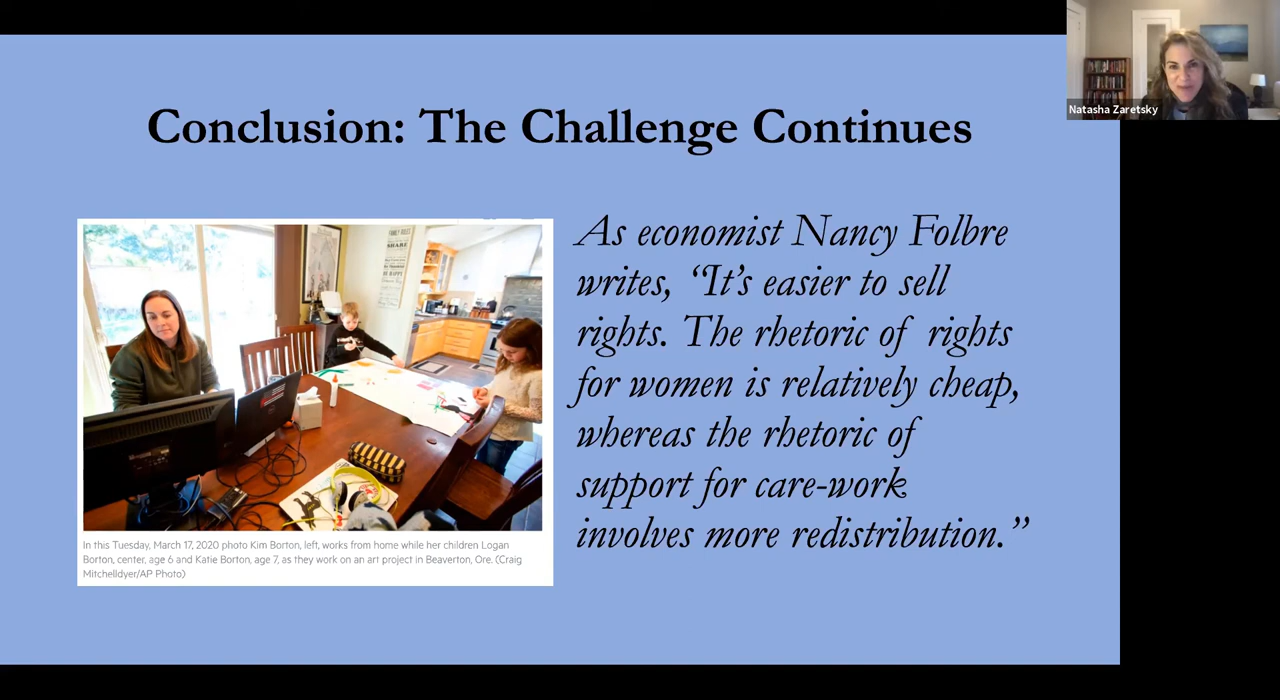 Natasha Zaretsky
Conclusion: The Challenge Continues
As economist Nancy Folbre
writes, “It’s easier to sell
rights. The rhetoric of rights
for women is relatively cheap,
whereas the rhetoric of
support for care-work
involves more redistribution.”
FAMILY RULES
SHARE
In this Tuesday, March 17, 2020 photo Kim Borton, left, works from home while her children Logan
Borton, center, age 6 and Katie Borton, age 7, as they work on an art project in Beaverton, Ore. (Craig
Mitchelldyer/AP Photo)